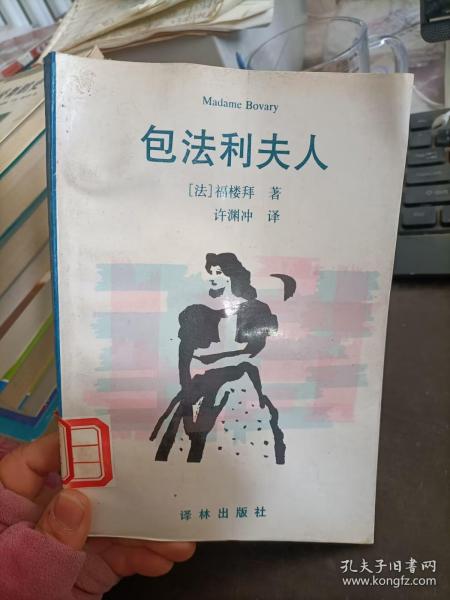 Madame Bovary
包法利夫人
[法]福楼拜 著
许渊冲 译
译林出版社
孔夫子旧书网
www.kongfz.com